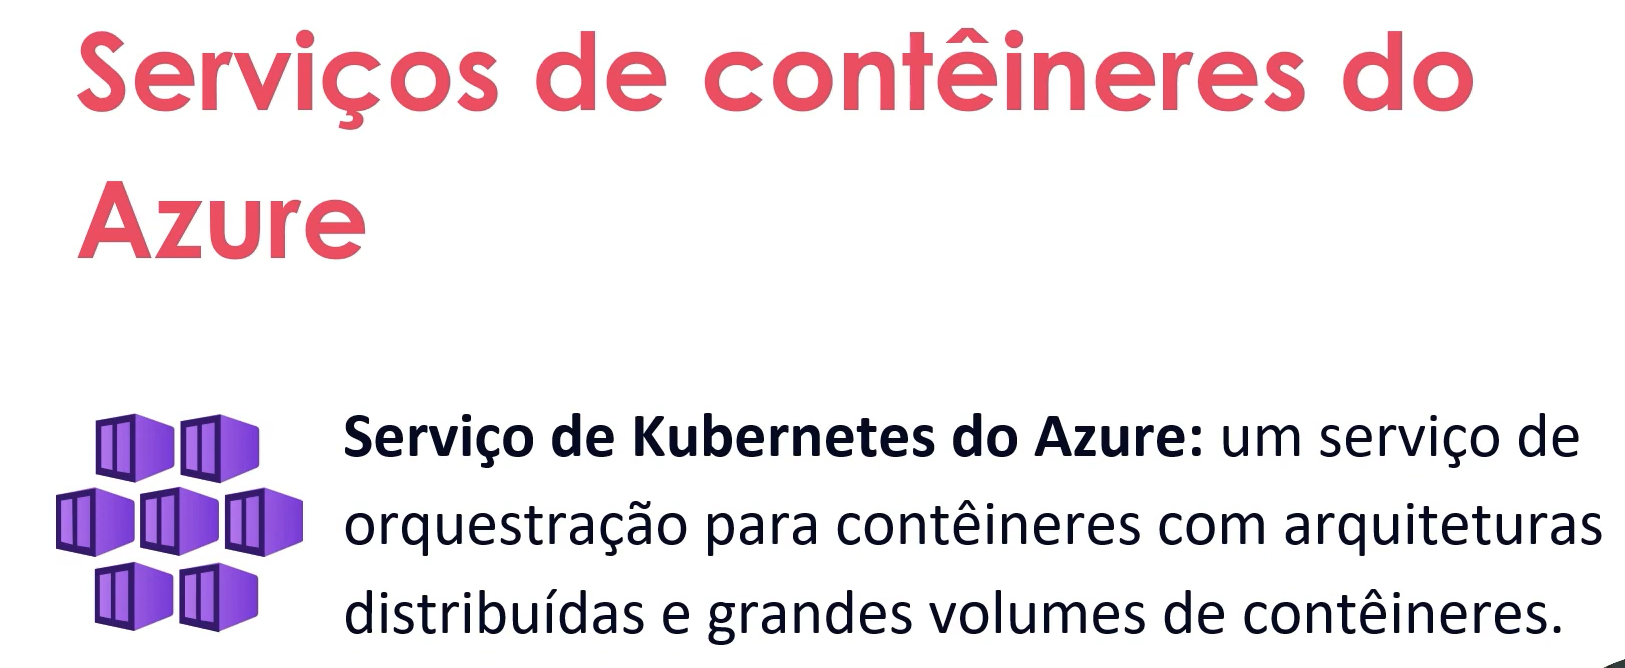 Serviços de contêineres do
Azure
Serviço de Kubernetes do Azure: um serviço de
orquestração para contêineres com arquiteturas
distribuídas e grandes volumes de contêineres.